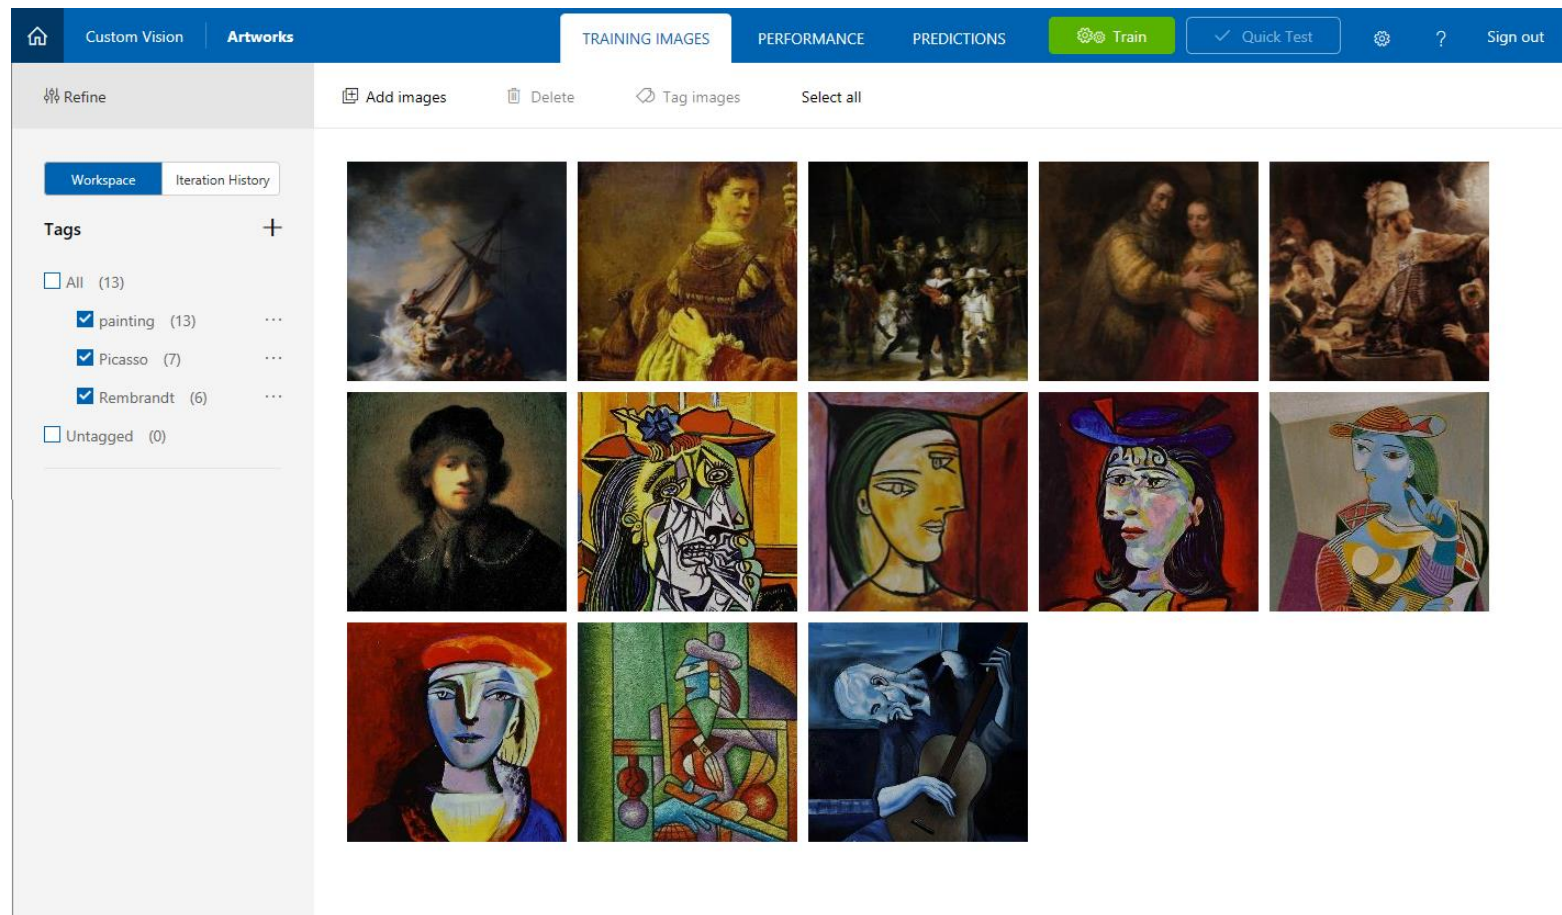 Custom Vision
Artworks
TRAINING IMAGES
PERFORMANCE
PREDICTIONS
Train
Quick Test
?
Sign out
Refine
Add images
Delete
Tag images
Select all
Workspace
Iteration History
Tags
All (13)
painting (13)
Picasso (7)
Rembrandt (6)
Untagged (0)